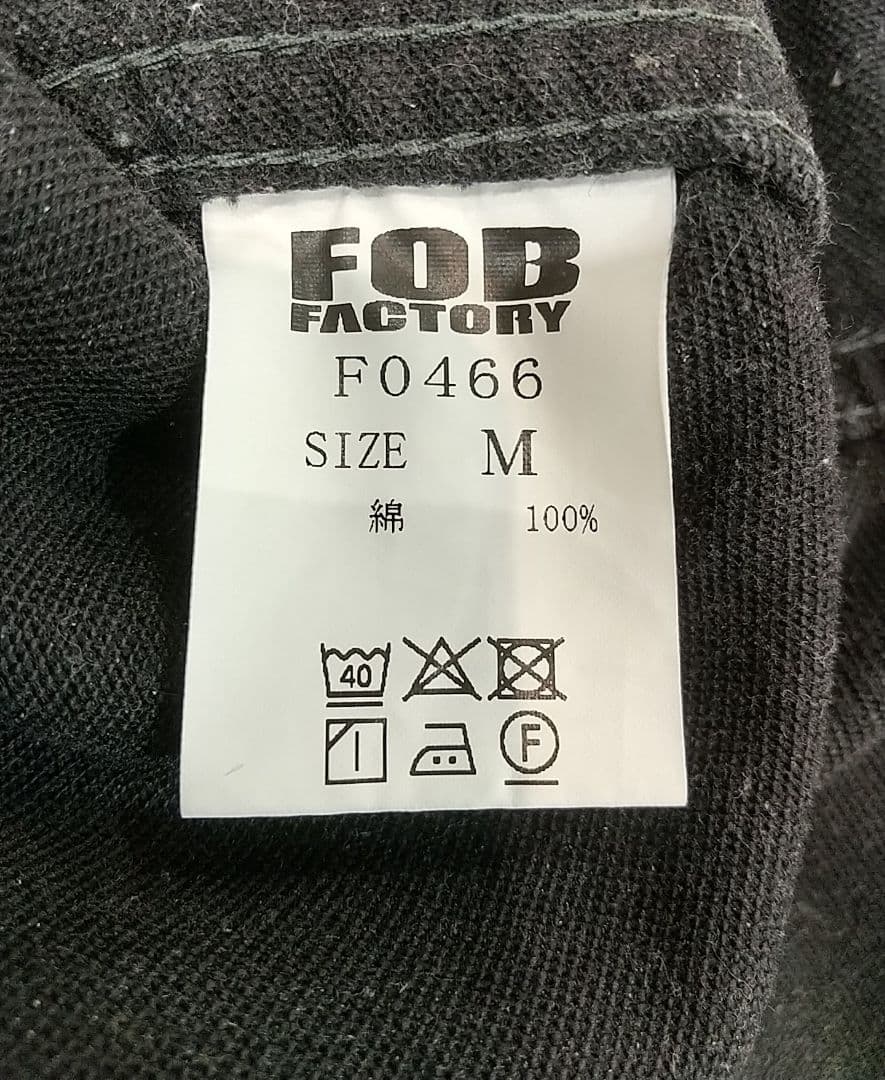 FOB
FACTORY
F0466
SIZE M
綿 100%
40
F